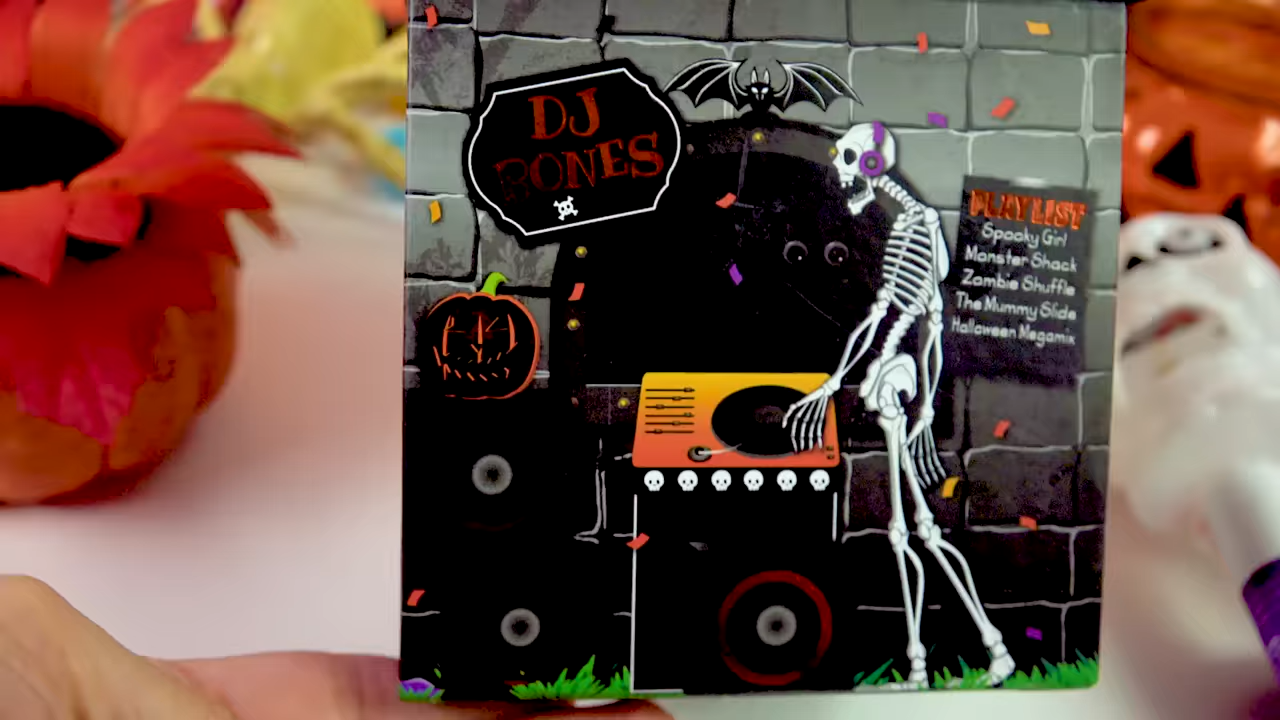 DJ
BONES
PLAYLIST
Spooky Girl
Monster Shack
Zombie Shuffle
The Mummy Slide
Halloween Megamix